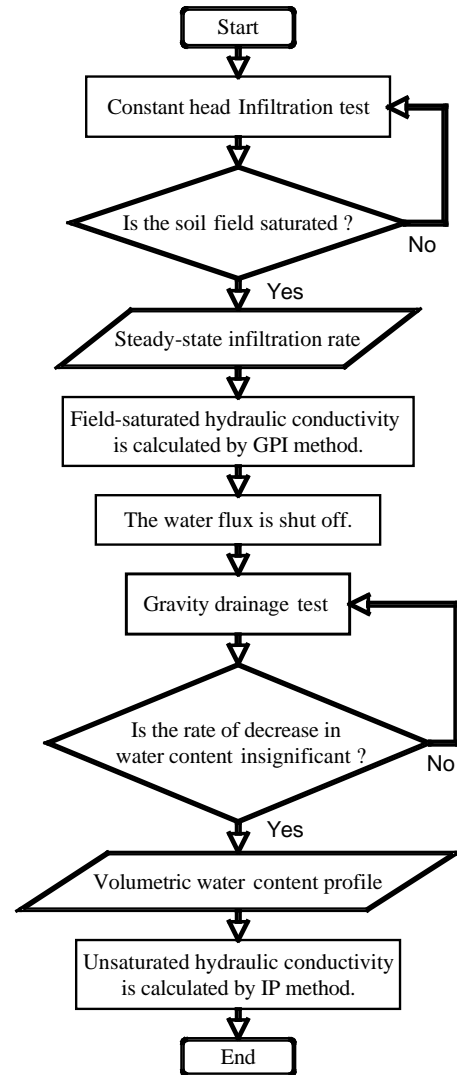 Start
Constant head Infiltration test
Is the soil field saturated ?
No
Yes
Steady-state infiltration rate
Field-saturated hydraulic conductivity
is calculated by GPI method.
The water flux is shut off.
Gravity drainage test
Is the rate of decrease in
water content insignificant ?
No
Yes
Volumetric water content profile
Unsaturated hydraulic conductivity
is calculated by IP method.
End